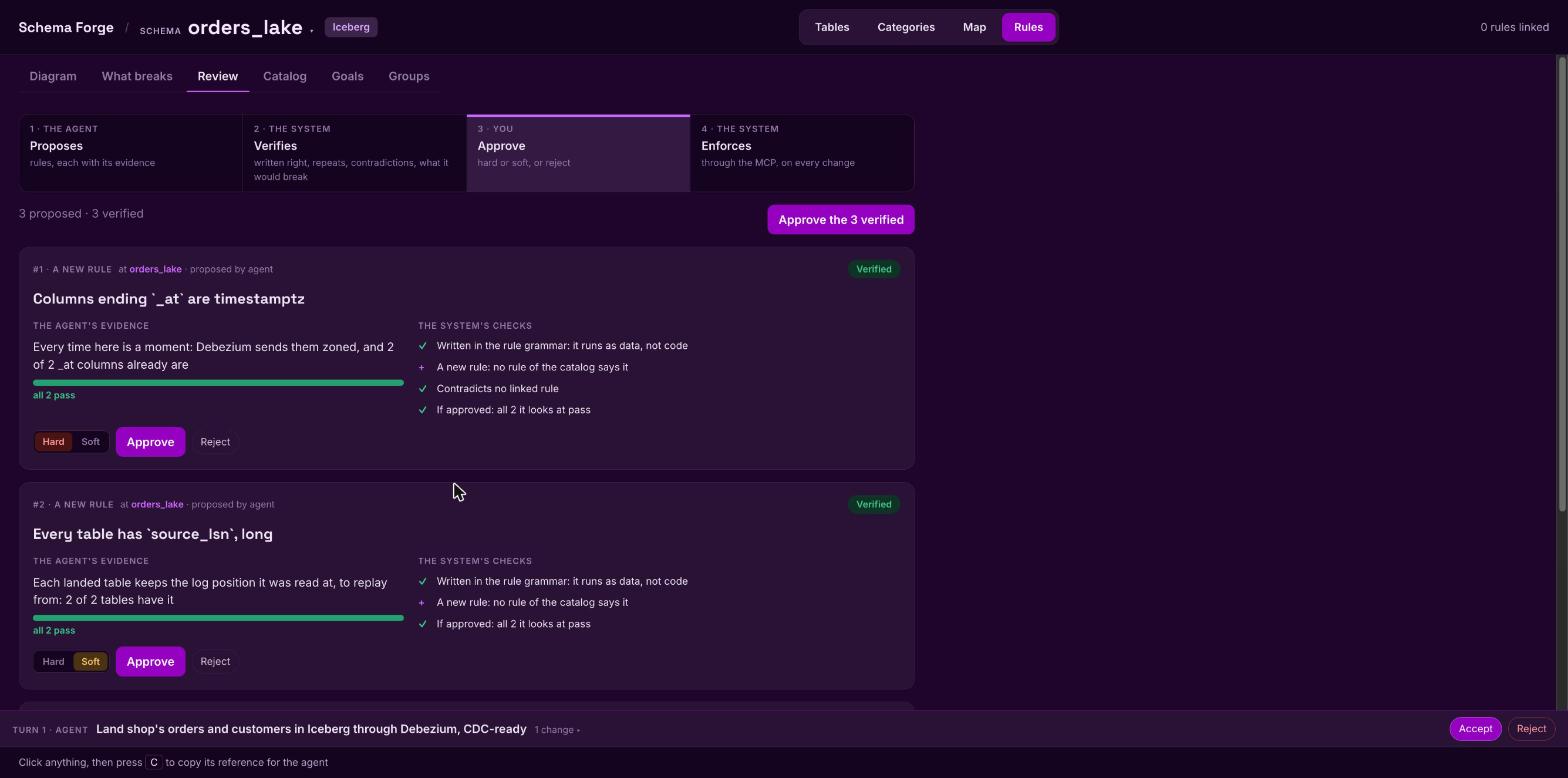 Schema Forge / SCHEMA orders_lake Iceberg
Tables Categories Map Rules
0 rules linked
Diagram What breaks Review Catalog Goals Groups
1 · THE AGENT
Proposes
rules, each with its evidence
2 · THE SYSTEM
Verifies
written right, repeats, contradictions, what it
would break
3 · YOU
Approve
hard or soft, or reject
4 · THE SYSTEM
Enforces
through the MCP, on every change
3 proposed · 3 verified
Approve the 3 verified
#1 · A NEW RULE at orders_lake · proposed by agent
Verified
Columns ending `_at` are timestamptz
THE AGENT'S EVIDENCE
Every time here is a moment: Debezium sends them zoned, and 2
of 2 _at columns already are
all 2 pass
THE SYSTEM'S CHECKS
Written in the rule grammar: it runs as data, not code
+ A new rule: no rule of the catalog says it
Contradicts no linked rule
If approved: all 2 it looks at pass
Hard Soft Approve Reject
#2 · A NEW RULE at orders_lake · proposed by agent
Verified
Every table has `source_lsn`, long
THE AGENT'S EVIDENCE
Each landed table keeps the log position it was read at, to replay
from: 2 of 2 tables have it
all 2 pass
THE SYSTEM'S CHECKS
Written in the rule grammar: it runs as data, not code
+ A new rule: no rule of the catalog says it
If approved: all 2 it looks at pass
Hard Soft Approve Reject
TURN 1 · AGENT Land shop's orders and customers in Iceberg through Debezium, CDC-ready 1 change
Accept Reject
Click anything, then press C to copy its reference for the agent